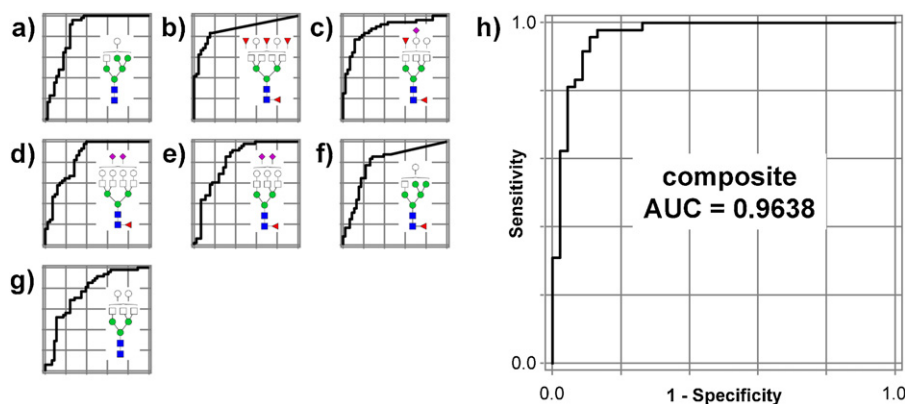 a)
b)
c)
d)
e)
f)
g)
h)
1.0
Sensitivity
composite
AUC = 0.9638
0.0
0.0
1 - Specificity
1.0